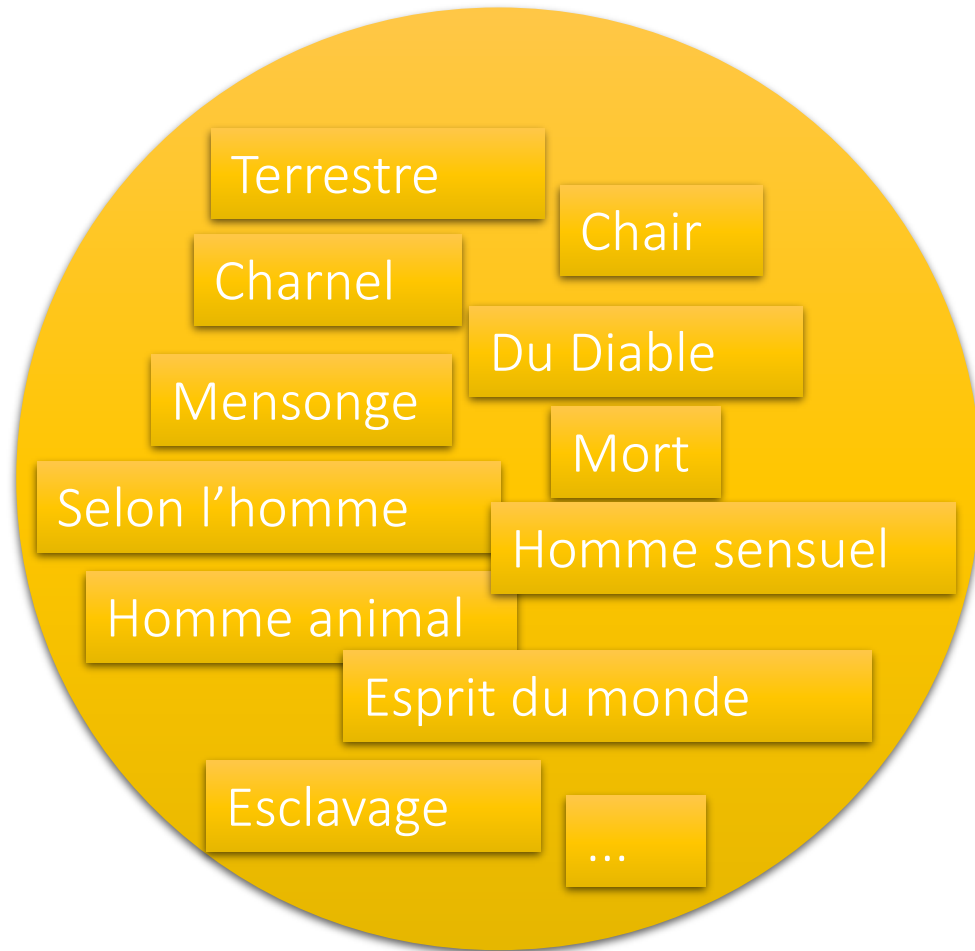 Terrestre
Chair
Charnel
Du Diable
Mensonge
Mort
Selon l’homme
Homme sensuel
Homme animal
Esprit du monde
Esclavage
...